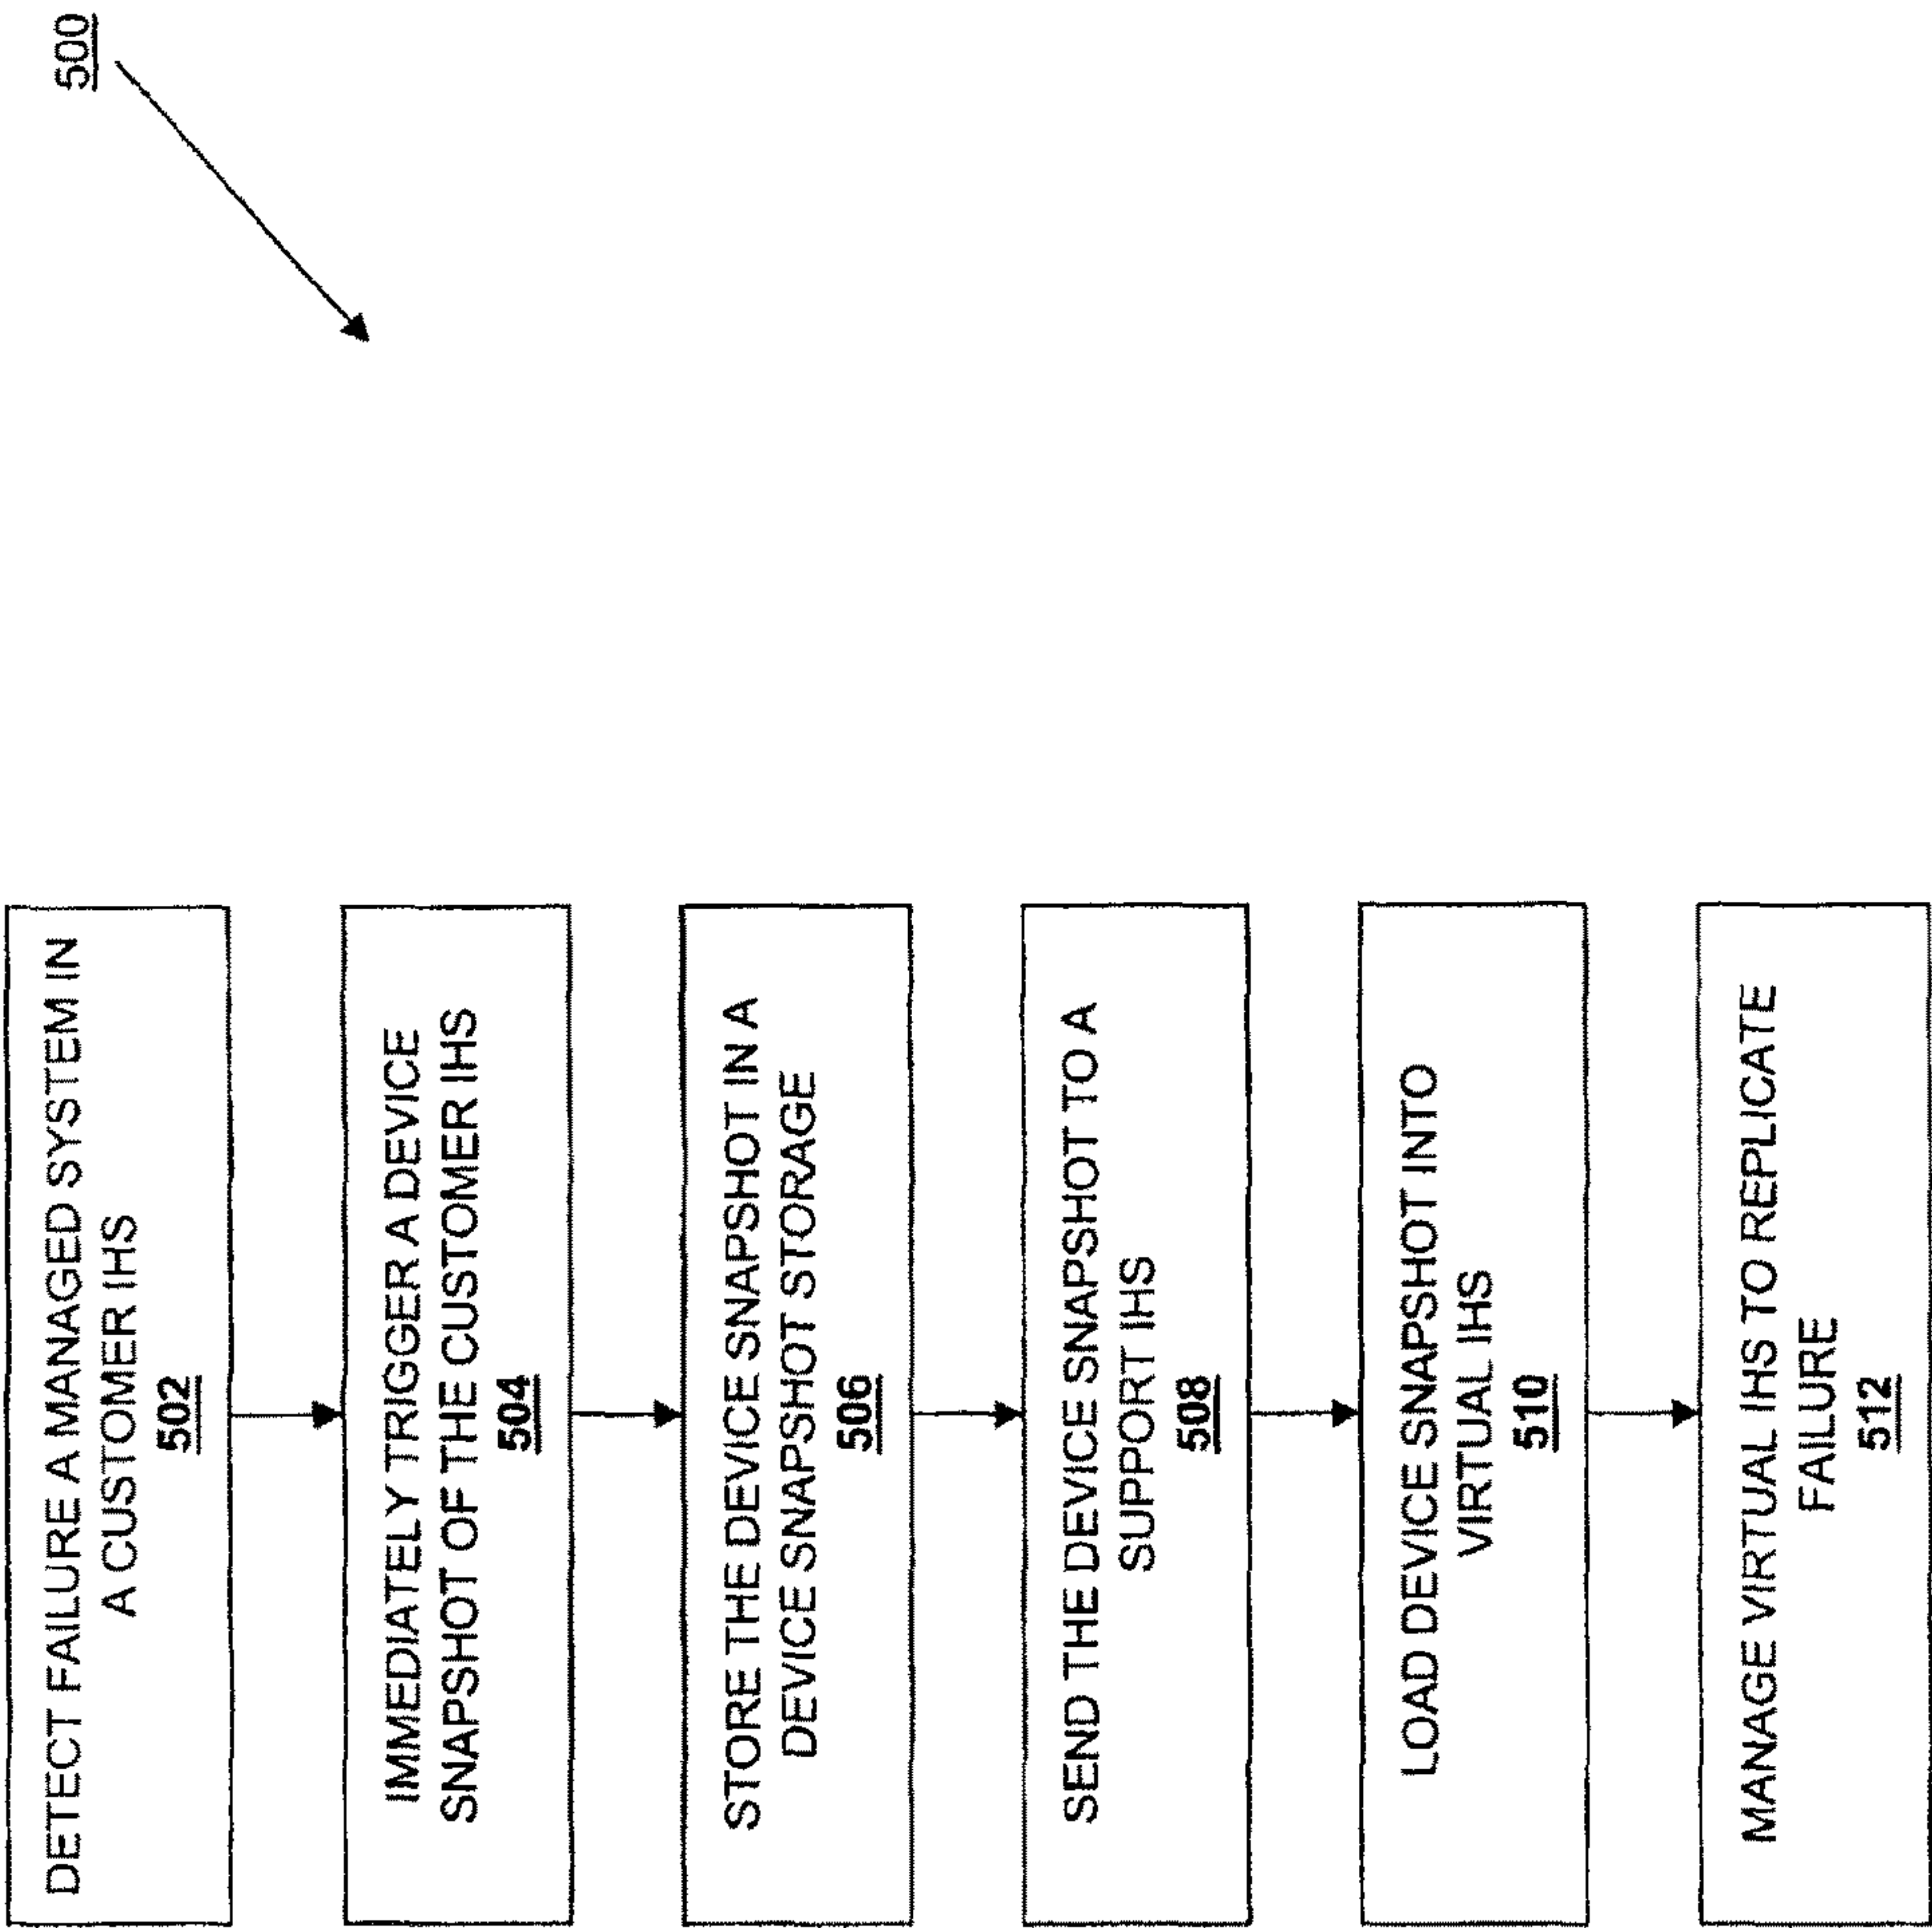 500
DETECT FAILURE A MANAGED SYSTEM IN
A CUSTOMER IHS
502
IMMEDIATELY TRIGGER A DEVICE
SNAPSHOT OF THE CUSTOMER IHS
504
STORE THE DEVICE SNAPSHOT IN A
DEVICE SNAPSHOT STORAGE
506
SEND THE DEVICE SNAPSHOT TO A
SUPPORT IHS
508
LOAD DEVICE SNAPSHOT INTO
VIRTUAL IHS
510
MANAGE VIRTUAL IHS TO REPLICATE
FAILURE
512